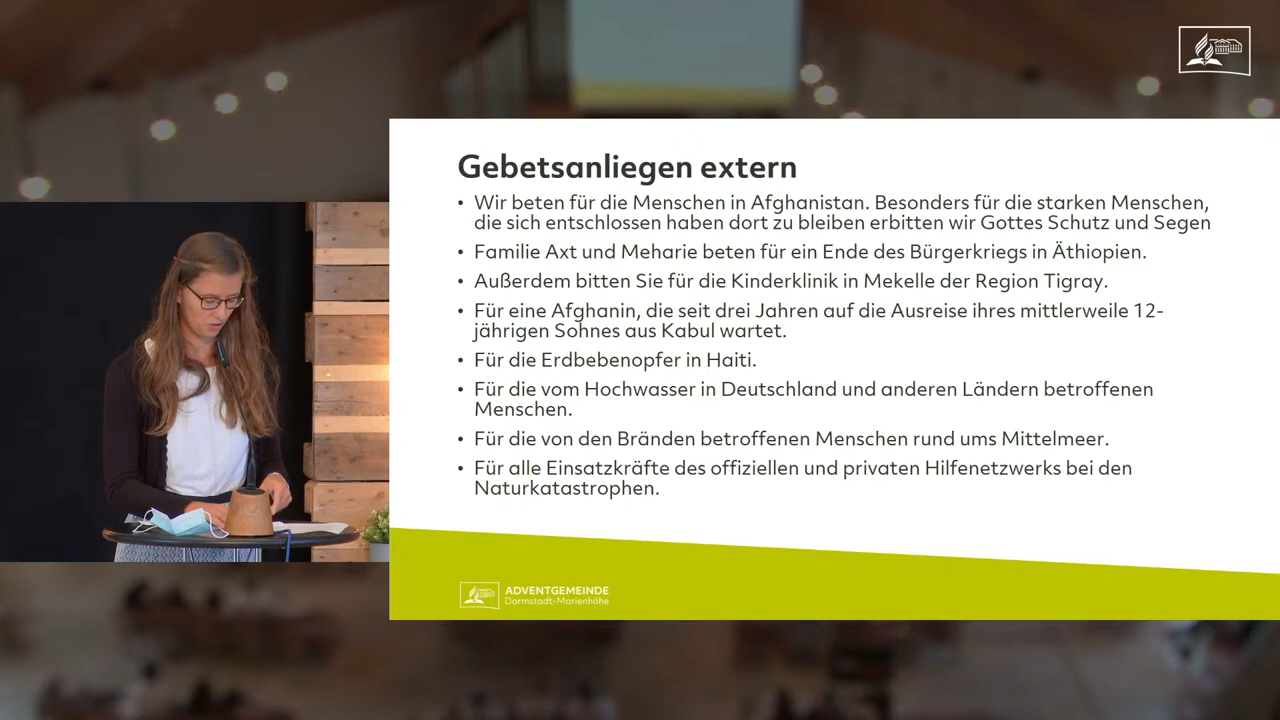 Gebetsanliegen extern
• Wir beten für die Menschen in Afghanistan. Besonders für die starken Menschen,
die sich entschlossen haben dort zu bleiben erbitten wir Gottes Schutz und Segen
• Familie Axt und Meharie beten für ein Ende des Bürgerkriegs in Äthiopien.
• Außerdem bitten Sie für die Kinderklinik in Mekelle der Region Tigray.
• Für eine Afghanin, die seit drei Jahren auf die Ausreise ihres mittlerweile 12-
jährigen Sohnes aus Kabul wartet.
• Für die Erdbebenopfer in Haiti.
• Für die vom Hochwasser in Deutschland und anderen Ländern betroffenen
Menschen.
• Für die von den Bränden betroffenen Menschen rund ums Mittelmeer.
• Für alle Einsatzkräfte des offiziellen und privaten Hilfenetzwerks bei den
Naturkatastrophen.
ADVENTGEMEINDE
Darmstadt-Marienhöhe